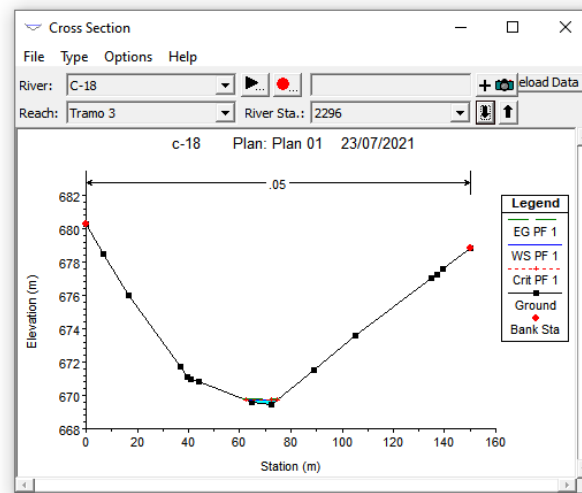 Cross Section
File Type Options Help
River: C-18 eload Data
Reach: Tramo 3 River Sta.: 2296
c-18 Plan: Plan 01 23/07/2021
.05
682
680
678
676
674
672
670
668
Elevation (m)
0 20 40 60 80 100 120 140 160
Station (m)
Legend
EG PF 1
WS PF 1
Crit PF 1
Ground
Bank Sta